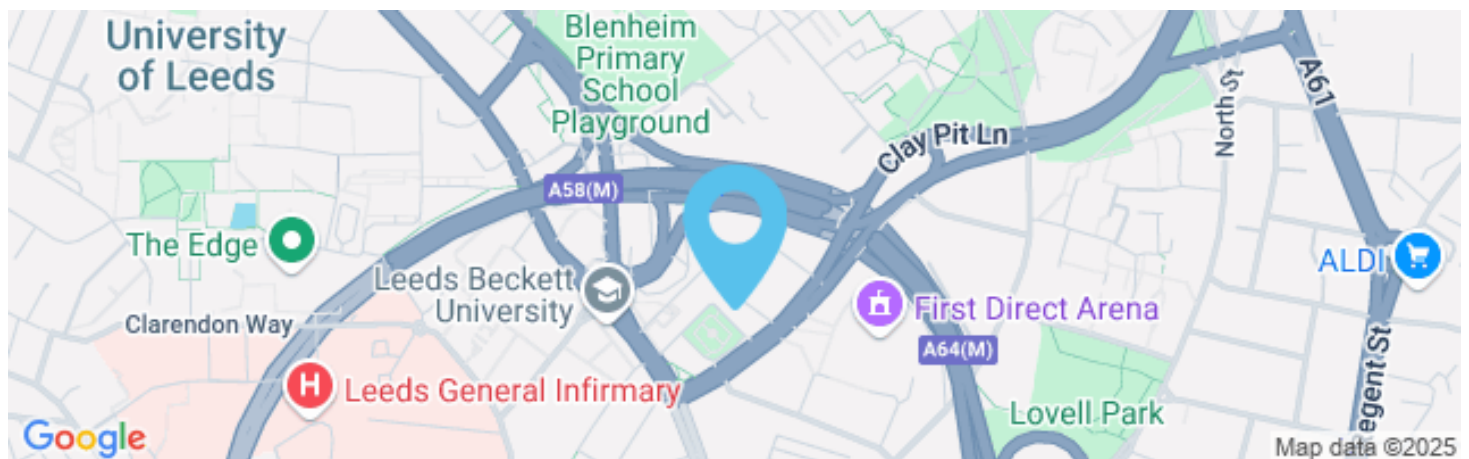 University
of Leeds
Blenheim
Primary
School
Playground
Clay Pit Ln
North St
A61
A58(M)
The Edge
Leeds Beckett
University
ALDI
First Direct Arena
Clarendon Way
A64(M)
H
Leeds General Infirmary
Lovell Park
egent St
Google
Map data ©2025